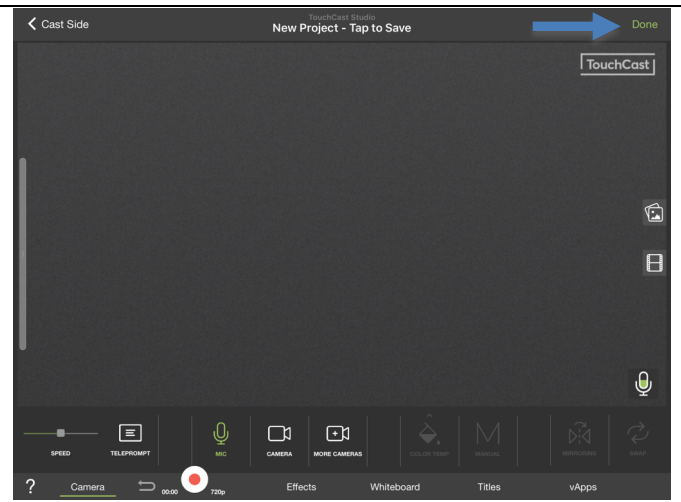 Cast Side
TouchCast Studio
New Project - Tap to Save
Done
TouchCast
SPEED
TELEPROMPT
MIC
CAMERA
MORE CAMERAS
COLOR TEMP
MANUAL
MIRRORING
SWAP
?
Camera
00:00
720p
Effects
Whiteboard
Titles
vApps